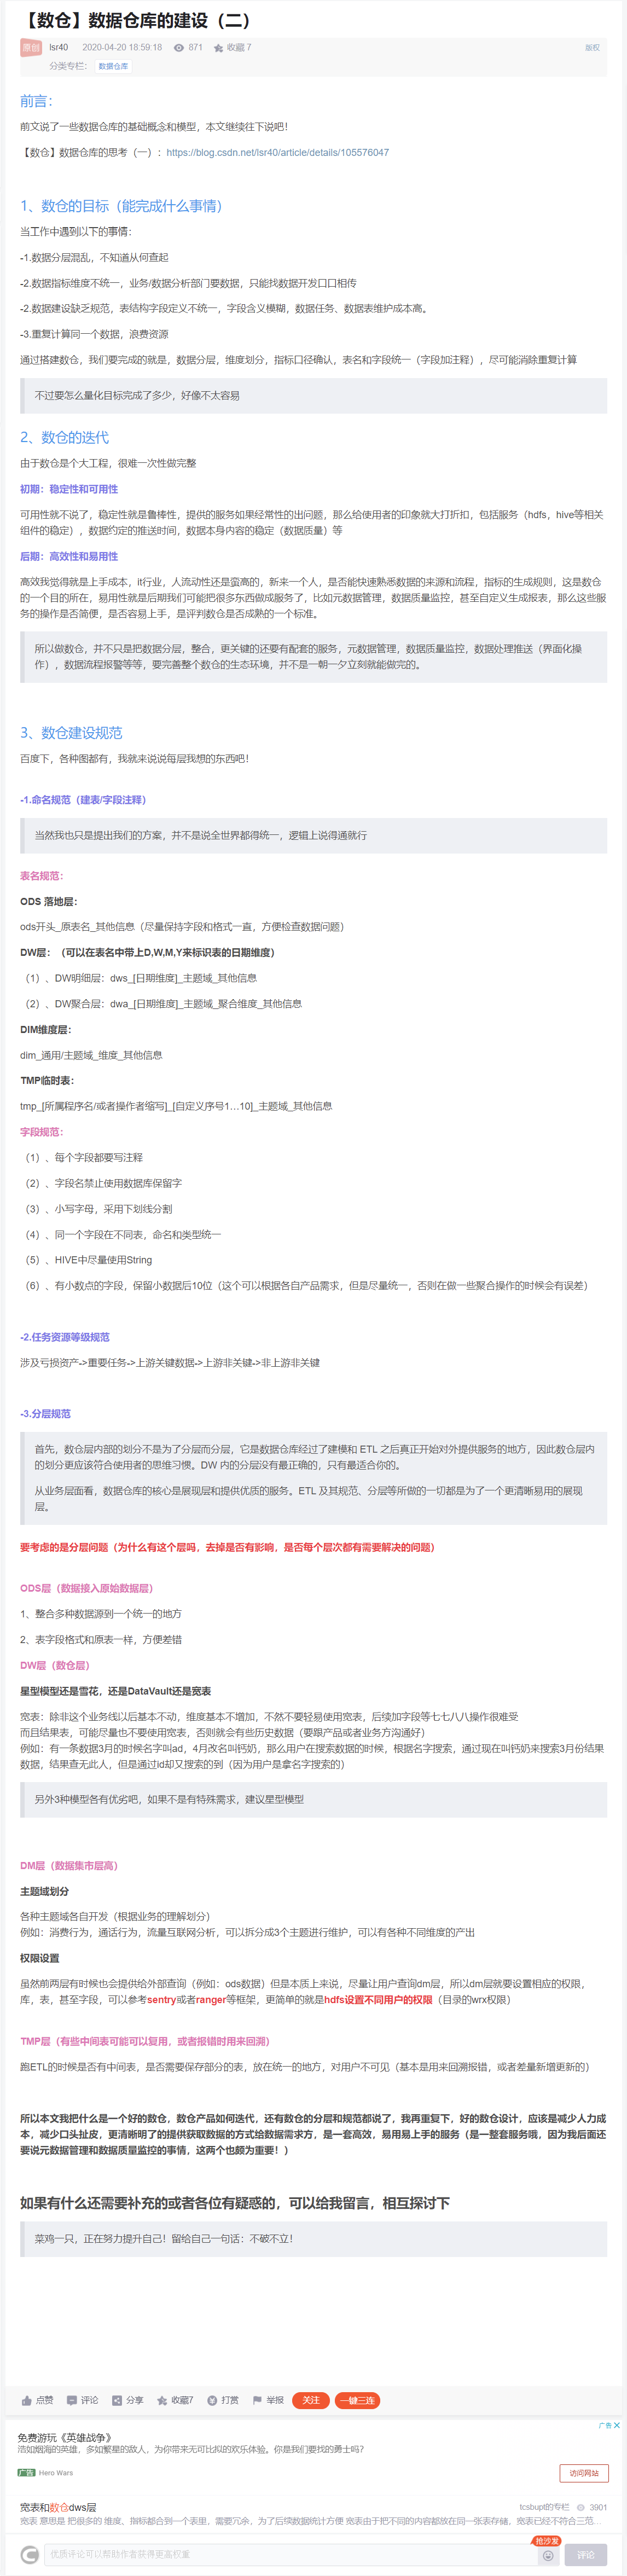 【数仓】数据仓库的建设（二）
原创 lsr40 2020-04-20 18:59:18 871 收藏 7 版权
分类专栏： 数据仓库
前言：
前文说了一些数据仓库的基础概念和模型，本文继续往下说吧！
【数仓】数据仓库的思考（一）：https://blog.csdn.net/lsr40/article/details/105576047
1、数仓的目标（能完成什么事情）
当工作中遇到以下的事情：
-1.数据分层混乱，不知道从何查起
-2.数据指标维度不统一，业务/数据分析部门要数据，只能找数据开发口口相传
-2.数据建设缺乏规范，表结构字段定义不统一，字段含义模糊，数据任务、数据表维护成本高。
-3.重复计算同一个数据，浪费资源
通过搭建数仓，我们要完成的就是，数据分层，维度划分，指标口径确认，表名和字段统一（字段加注释），尽可能消除重复计算
不过要怎么量化目标完成了多少，好像不太容易
2、数仓的迭代
由于数仓是个大工程，很难一次性做完整
初期：稳定性和可用性
可用性就不说了，稳定性就是鲁棒性，提供的服务如果经常性的出问题，那么给使用者的印象就大打折扣，包括服务（hdfs，hive等相关
组件的稳定），数据约定的推送时间，数据本身内容的稳定（数据质量）等
后期：高效性和易用性
高效我觉得就是上手成本，it行业，人流动性还是蛮高的，新来一个人，是否能快速熟悉数据的来源和流程，指标的生成规则，这是数仓
的一个目的所在，易用性就是后期我们可能把很多东西做成服务了，比如元数据管理，数据质量监控，甚至自定义生成报表，那么这些服
务的操作是否简便，是否容易上手，是评判数仓是否成熟的一个标准。
所以做数仓，并不只是把数据分层，整合，更关键的还要有配套的服务，元数据管理，数据质量监控，数据处理推送（界面化操
作），数据流程报警等等，要完善整个数仓的生态环境，并不是一朝一夕立刻就能做完的。
3、数仓建设规范
百度下，各种图都有，我就来说说每层我想的东西吧！
-1.命名规范（建表/字段注释）
当然我也只是提出我们的方案，并不是说全世界都得统一，逻辑上说得通就行
表名规范：
ODS 落地层：
ods开头_原表名_其他信息（尽量保持字段和格式一直，方便检查数据问题）
DW层：（可以在表名中带上D,W,M,Y来标识表的日期维度）
（1）、DW明细层：dws_[日期维度]_主题域_其他信息
（2）、DW聚合层：dwa_[日期维度]_主题域_聚合维度_其他信息
DIM维度层：
dim_通用/主题域_维度_其他信息
TMP临时表：
tmp_[所属程序名/或者操作者缩写]_[自定义序号1…10]_主题域_其他信息
字段规范：
（1）、每个字段都要写注释
（2）、字段名禁止使用数据库保留字
（3）、小写字母，采用下划线分割
（4）、同一个字段在不同表，命名和类型统一
（5）、HIVE中尽量使用String
（6）、有小数点的字段，保留小数据后10位（这个可以根据各自产品需求，但是尽量统一，否则在做一些聚合操作的时候会有误差）
-2.任务资源等级规范
涉及亏损资产->重要任务->上游关键数据->上游非关键->非上游非关键
-3.分层规范
首先，数仓层内部的划分不是为了分层而分层，它是数据仓库经过了建模和 ETL 之后真正开始对外提供服务的地方，因此数仓层内
的划分更应该符合使用者的思维习惯。DW 内的分层没有最正确的，只有最适合你的。
从业务层面看，数据仓库的核心是展现层和提供优质的服务。ETL 及其规范、分层等所做的一切都是为了一个更清晰易用的展现
层。
要考虑的是分层问题（为什么有这个层吗，去掉是否有影响，是否每个层次都有需要解决的问题）
ODS层（数据接入原始数据层）
1、整合多种数据源到一个统一的地方
2、表字段格式和原表一样，方便差错
DW层（数仓层）
星型模型还是雪花，还是DataVault还是宽表
宽表：除非这个业务线以后基本不动，维度基本不增加，不然不要轻易使用宽表，后续加字段等七七八八操作很难受
而且结果表，可能尽量也不要使用宽表，否则就会有些历史数据（要跟产品或者业务方沟通好）
例如：有一条数据3月的时候名字叫ad，4月改名叫钙奶，那么用户在搜索数据的时候，根据名字搜索，通过现在叫钙奶来搜索3月份结果
数据，结果查无此人，但是通过id却又搜索的到（因为用户是拿名字搜索的）
另外3种模型各有优劣吧，如果不是有特殊需求，建议星型模型
DM层（数据集市层高）
主题域划分
各种主题域各自开发（根据业务的理解划分）
例如：消费行为，通话行为，流量互联网分析，可以拆分成3个主题进行维护，可以有各种不同维度的产出
权限设置
虽然前两层有时候也会提供给外部查询（例如：ods数据）但是本质上来说，尽量让用户查询dm层，所以dm层就要设置相应的权限，
库，表，甚至字段，可以参考sentry或者ranger等框架，更简单的就是hdfs设置不同用户的权限（目录的wrx权限）
TMP层（有些中间表可能可以复用，或者报错时用来回溯）
跑ETL的时候是否有中间表，是否需要保存部分的表，放在统一的地方，对用户不可见（基本是用来回溯报错，或者差量新增更新的）
所以本文我把什么是一个好的数仓，数仓产品如何迭代，还有数仓的分层和规范都说了，我再重复下，好的数仓设计，应该是减少人力成
本，减少口头扯皮，更清晰明了的提供获取数据的方式给数据需求方，是一套高效，易用易上手的服务（是一整套服务哦，因为我后面还
要说元数据管理和数据质量监控的事情，这两个也颇为重要！）
如果有什么还需要补充的或者各位有疑惑的，可以给我留言，相互探讨下
菜鸡一只，正在努力提升自己！留给自己一句话：不破不立！
点赞 评论 分享 收藏7 打赏 举报 关注 一键三连
广告
免费游玩《英雄战争》
浩如烟海的英雄，多如繁星的敌人，为你带来无可比拟的欢乐体验。你是我们要找的勇士吗？
广告 Hero Wars 访问网站
宽表和数仓dws层 tcsbupt的专栏 3901
宽表 意思是 把很多的 维度、指标都合到一个表里，需要冗余，为了后续数据统计方便 宽表由于把不同的内容都放在同一张表存储，宽表已经不符合三范…
抢沙发
优质评论可以帮助作者获得更高权重 评论